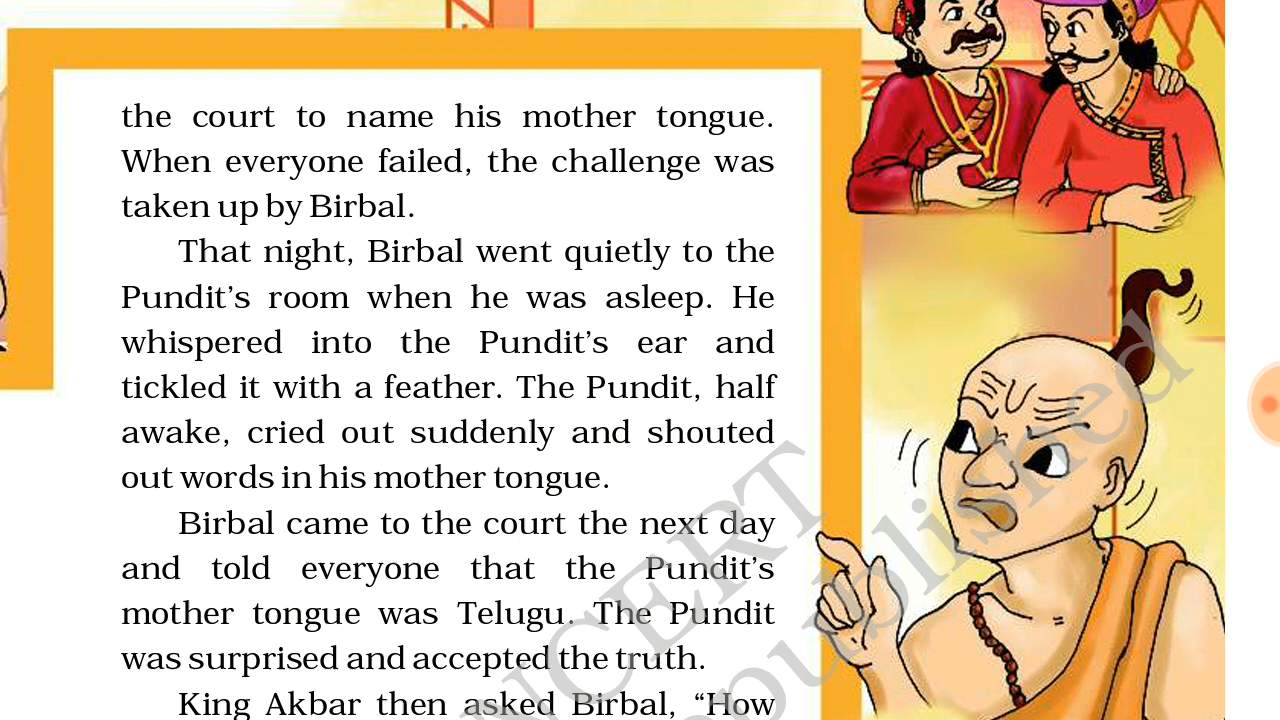 the court to name his mother tongue.
When everyone failed, the challenge was
taken up by Birbal.
That night, Birbal went quietly to the
Pundit’s room when he was asleep. He
whispered into the Pundit’s ear and
tickled it with a feather. The Pundit, half
awake, cried out suddenly and shouted
out words in his mother tongue.
Birbal came to the court the next day
and told everyone that the Pundit’s
mother tongue was Telugu. The Pundit
was surprised and accepted the truth.
King Akbar then asked Birbal, “How
NCERT
republished